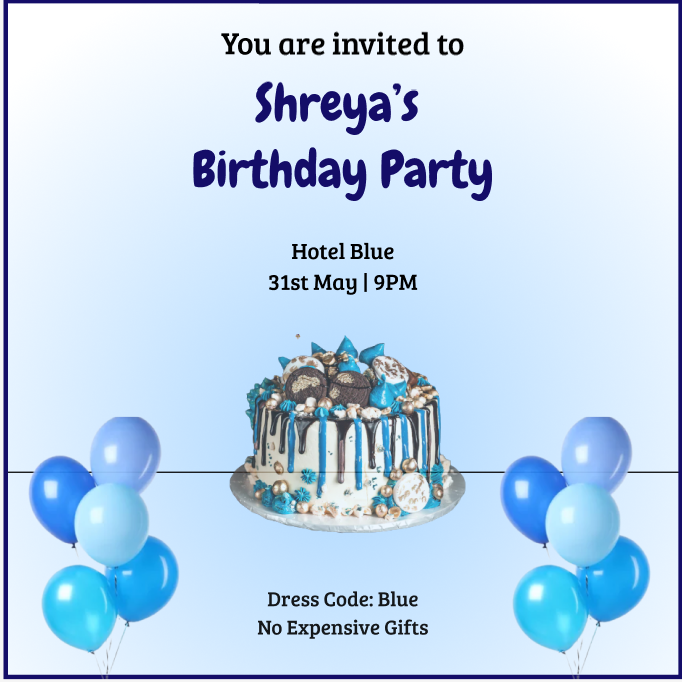 You are invited to
Shreya’s
Birthday Party
Hotel Blue
31st May | 9PM
Dress Code: Blue
No Expensive Gifts